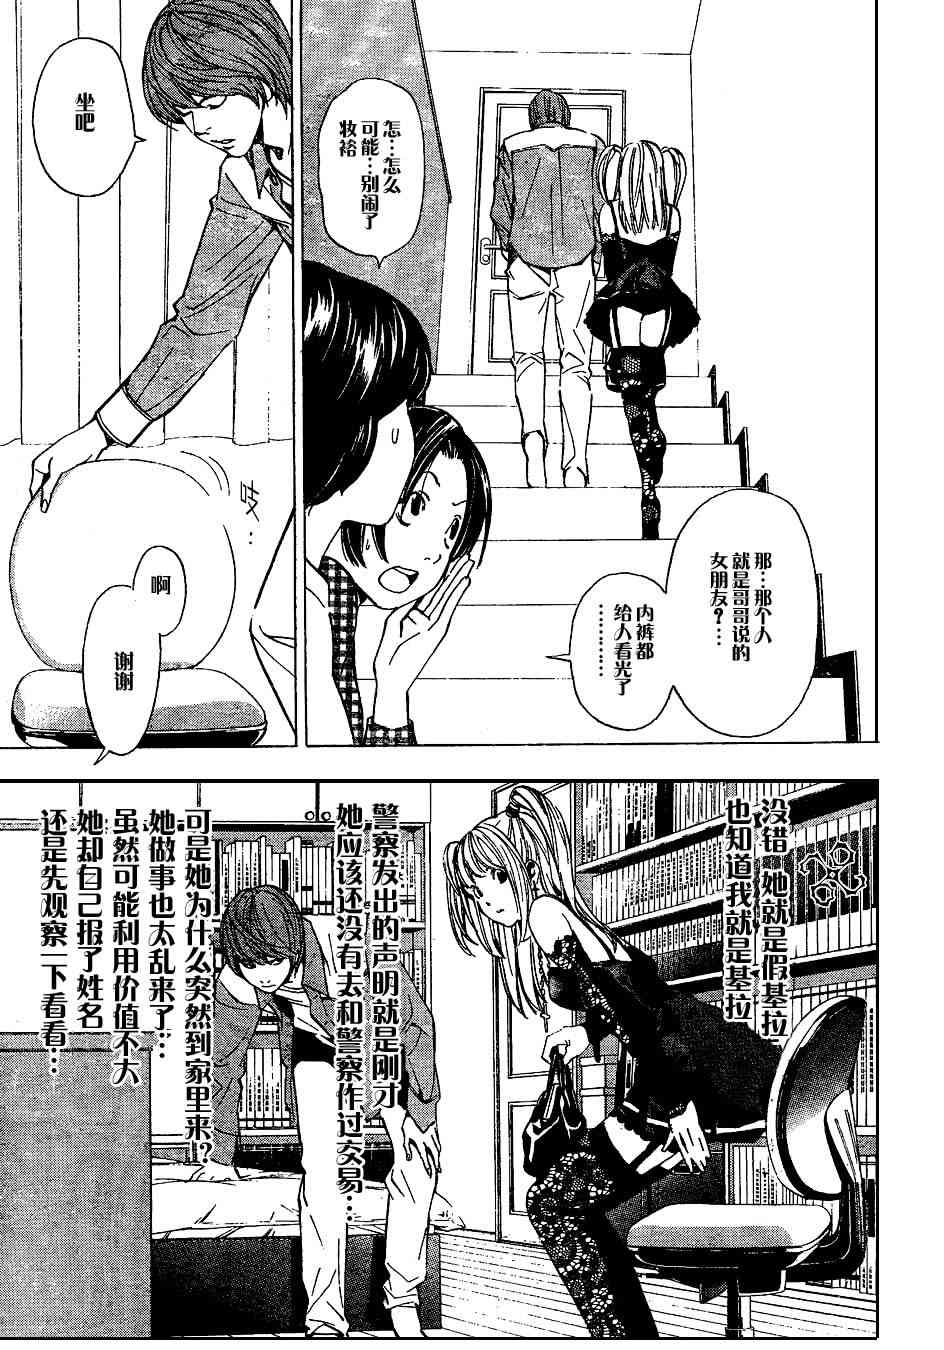 那…那个人
就是哥哥说的
女朋友？……
内裤都
给人看光了
…………
怎…怎么
可能…别闹了
妆裕
坐吧
吱
啊
谢谢
没错，她就是假基拉
也知道我就是基拉
警察发出的声明就是刚才
她应该还没有去和警察作过交易…
可是她为什么突然到家里来？
她做事也太乱来了…
虽然可能利用价值不大
她却自己报了姓名
还是先观察一下看看…